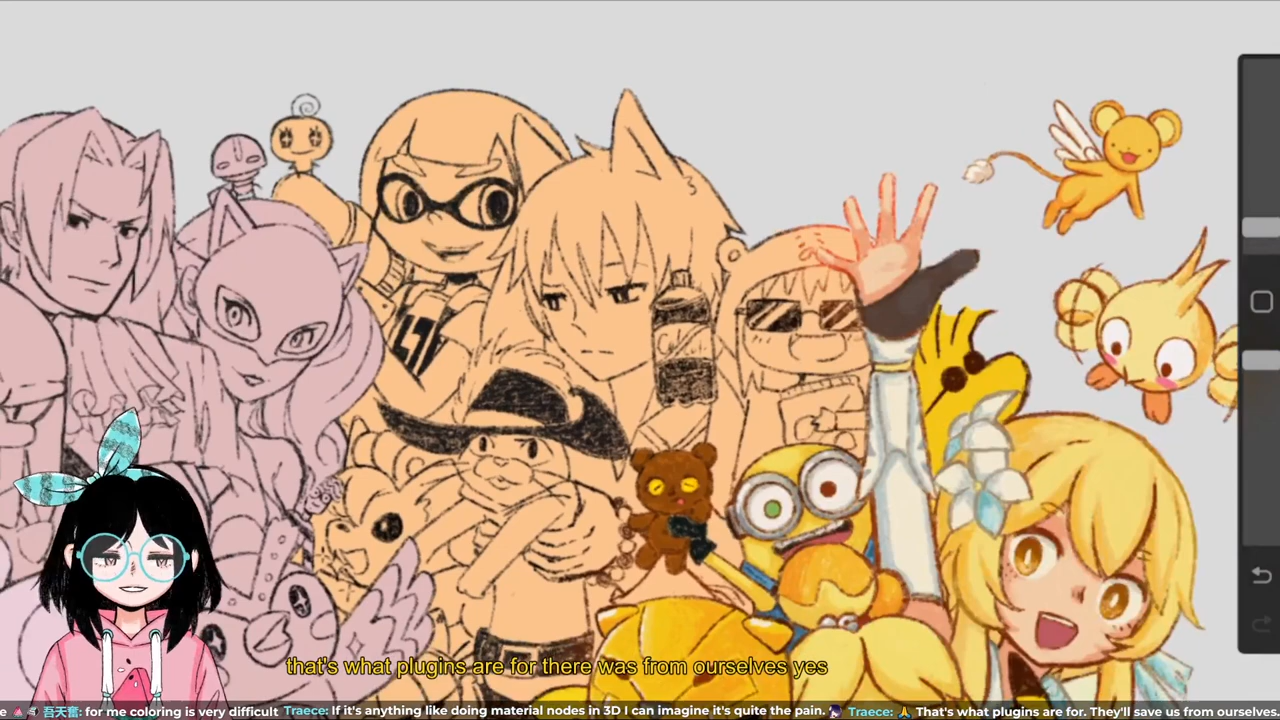 that's what plugins are for there was from ourselves yes
e 吾天奮: for me coloring is very difficult Traece: If it's anything like doing material nodes in 3D I can imagine it's quite the pain. Traece: 🙏 That's what plugins are for. They'll save us from ourselves.